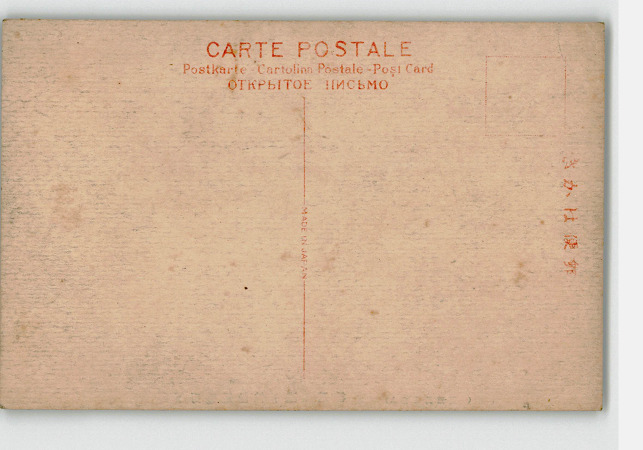 CARTE POSTALE
Postkarte - Cartolina Postale - Post Card
ОТКРЫТОЕ ПИСЬМО
MADE IN JAPAN
郵便はかき